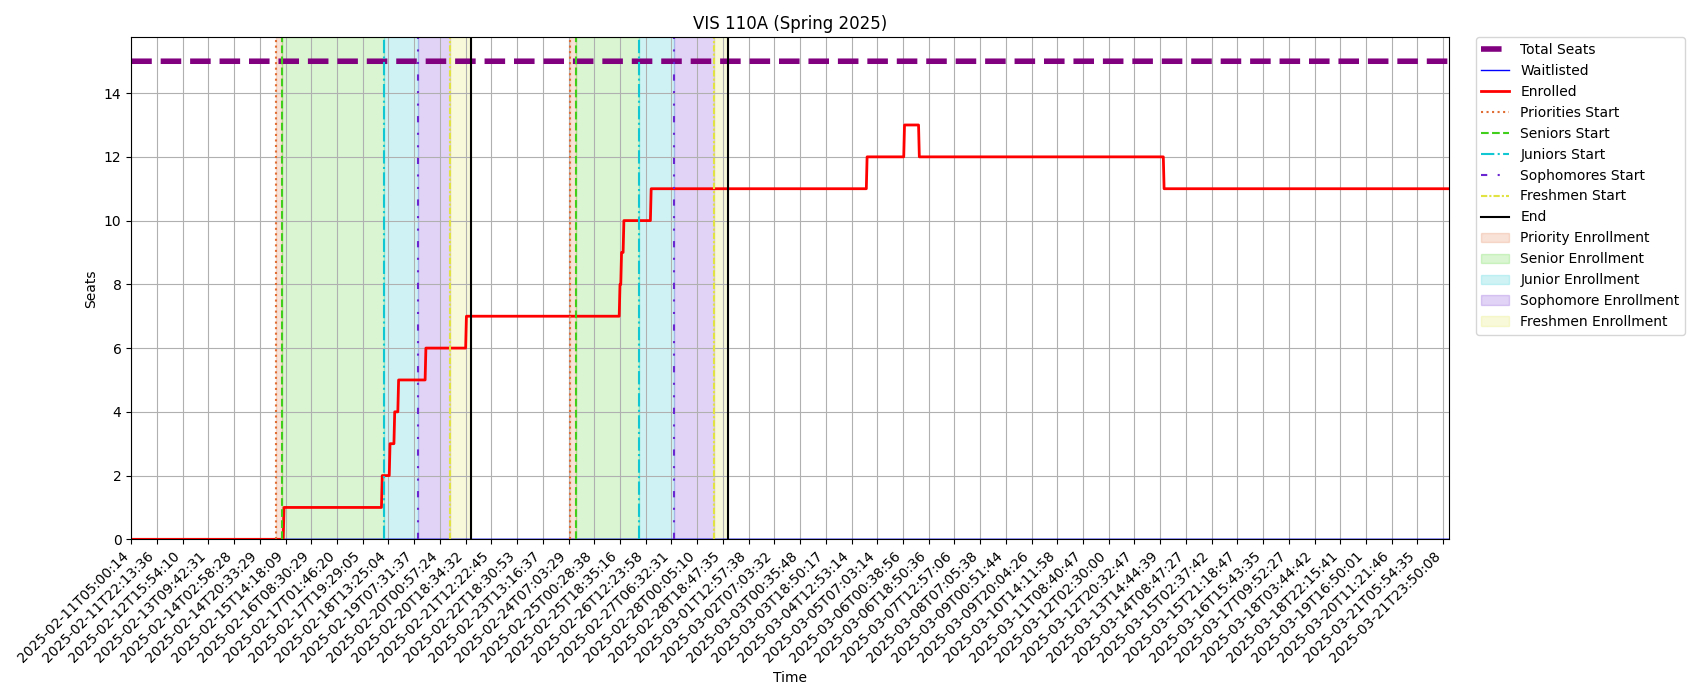 VIS 110A (Spring 2025)
Seats
14
12
10
8
6
4
2
0
2025-02-11T05:00:14
2025-02-11T22:13:36
2025-02-12T15:54:10
2025-02-13T09:42:31
2025-02-14T02:58:28
2025-02-14T20:33:29
2025-02-15T14:18:09
2025-02-16T08:30:29
2025-02-17T01:46:20
2025-02-17T19:29:05
2025-02-18T13:25:04
2025-02-19T07:31:37
2025-02-20T00:57:24
2025-02-20T18:34:32
2025-02-21T12:22:45
2025-02-22T18:30:53
2025-02-23T13:16:37
2025-02-24T07:03:29
2025-02-25T00:28:38
2025-02-25T18:35:16
2025-02-26T12:23:58
2025-02-27T06:32:31
2025-02-28T00:05:10
2025-02-28T18:47:35
2025-03-01T12:57:38
2025-03-02T07:03:32
2025-03-03T00:35:48
2025-03-03T18:50:17
2025-03-04T12:53:14
2025-03-05T07:03:14
2025-03-06T00:38:56
2025-03-06T18:50:36
2025-03-07T12:57:06
2025-03-08T07:05:38
2025-03-09T00:51:44
2025-03-09T20:04:26
2025-03-10T14:11:58
2025-03-11T08:40:47
2025-03-12T02:30:00
2025-03-12T20:32:47
2025-03-13T14:44:39
2025-03-14T08:47:27
2025-03-15T02:37:42
2025-03-15T21:18:47
2025-03-16T15:43:35
2025-03-17T09:52:27
2025-03-18T03:44:42
2025-03-18T22:15:41
2025-03-19T16:50:01
2025-03-20T11:21:46
2025-03-21T05:54:35
2025-03-21T23:50:08
Time
Total Seats
Waitlisted
Enrolled
Priorities Start
Seniors Start
Juniors Start
Sophomores Start
Freshmen Start
End
Priority Enrollment
Senior Enrollment
Junior Enrollment
Sophomore Enrollment
Freshmen Enrollment